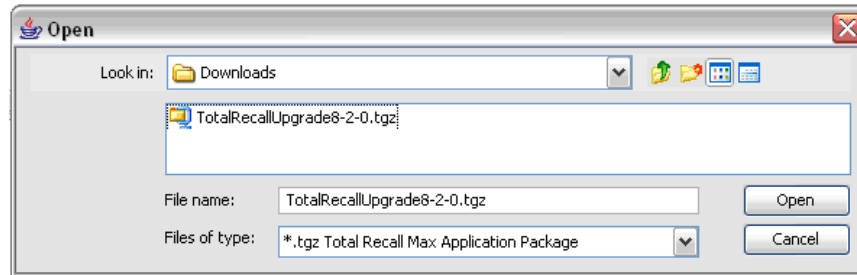 Open
Look in: Downloads
TotalRecallUpgrade8-2-0.tgz
File name: TotalRecallUpgrade8-2-0.tgz Open
Files of type: *.tgz Total Recall Max Application Package Cancel